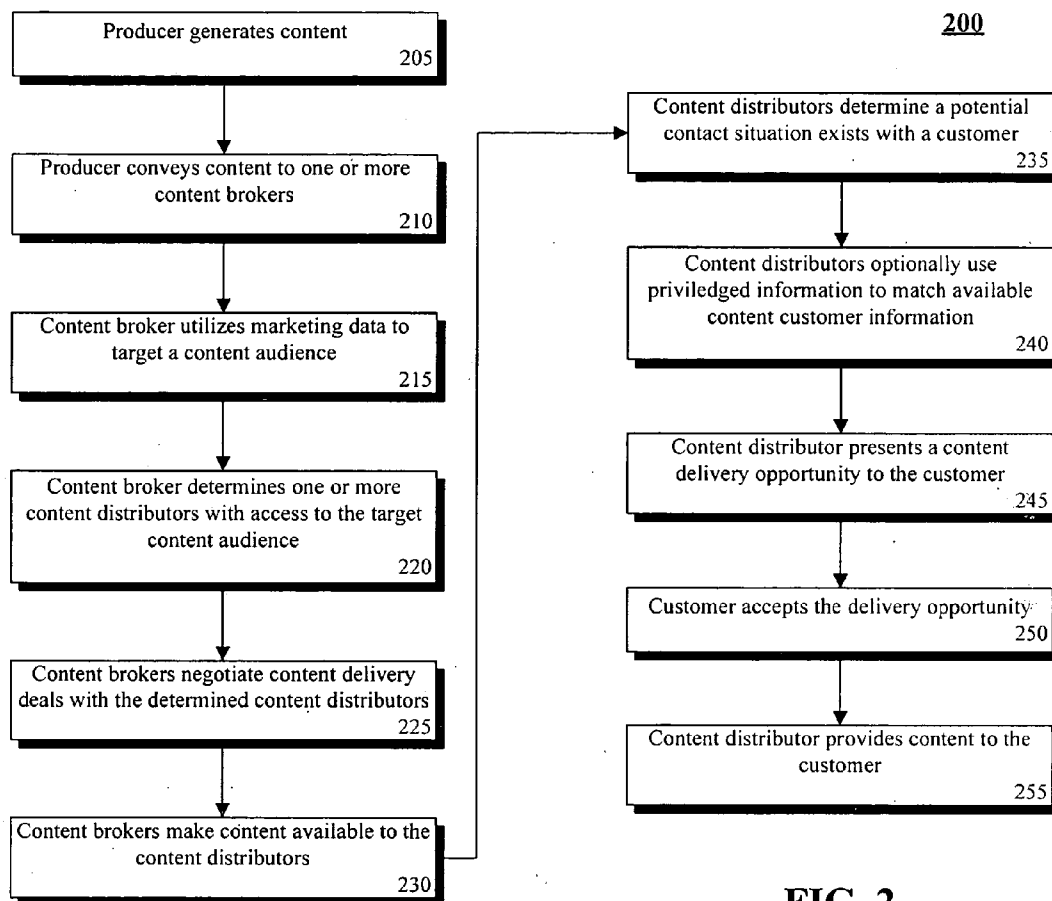 Producer generates content
205
Producer conveys content to one or more
content brokers
210
Content broker utilizes marketing data to
target a content audience
215
Content broker determines one or more
content distributors with access to the target
content audience
220
Content brokers negotiate content delivery
deals with the determined content distributors
225
Content brokers make content available to the
content distributors
230
200
Content distributors determine a potential
contact situation exists with a customer
235
Content distributors optionally use
priviledged information to match available
content customer information
240
Content distributor presents a content
delivery opportunity to the customer
245
Customer accepts the delivery opportunity
250
Content distributor provides content to the
customer
255
FIG. 2